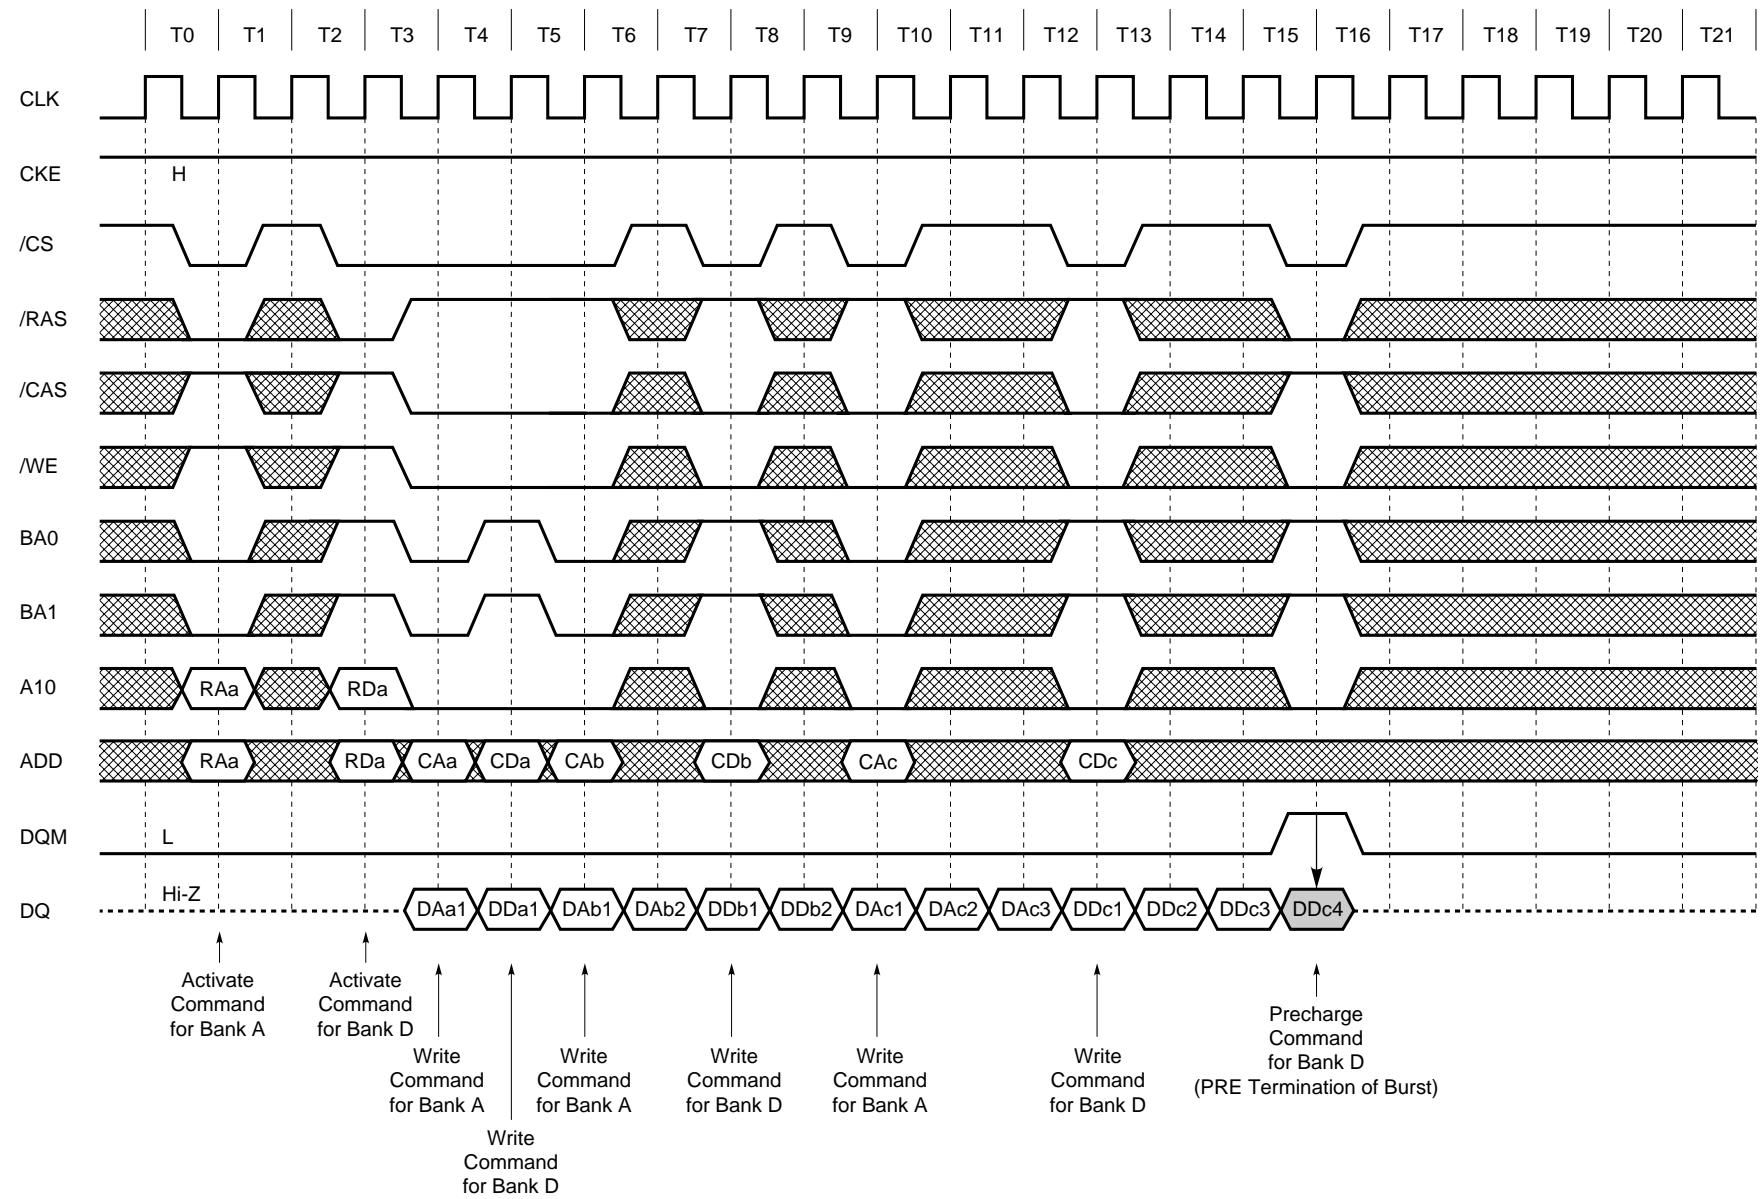 T0 T1 T2 T3 T4 T5 T6 T7 T8 T9 T10 T11 T12 T13 T14 T15 T16 T17 T18 T19 T20 T21
CLK
CKE H
/CS
/RAS
/CAS
/WE
BA0
BA1
A10 RAa RDa
ADD RAa RDa CAa CDa CAb CDb CAc CDc
DQM L
Hi-Z
DQ DAa1 DDa1 DAb1 DAb2 DDb1 DDb2 DAc1 DAc2 DAc3 DDc1 DDc2 DDc3 DDc4
Activate
Command
for Bank A
Activate
Command
for Bank D
Write
Command
for Bank A
Write
Command
for Bank D
Write
Command
for Bank A
Write
Command
for Bank D
Write
Command
for Bank A
Write
Command
for Bank D
Precharge
Command
for Bank D
(PRE Termination of Burst)